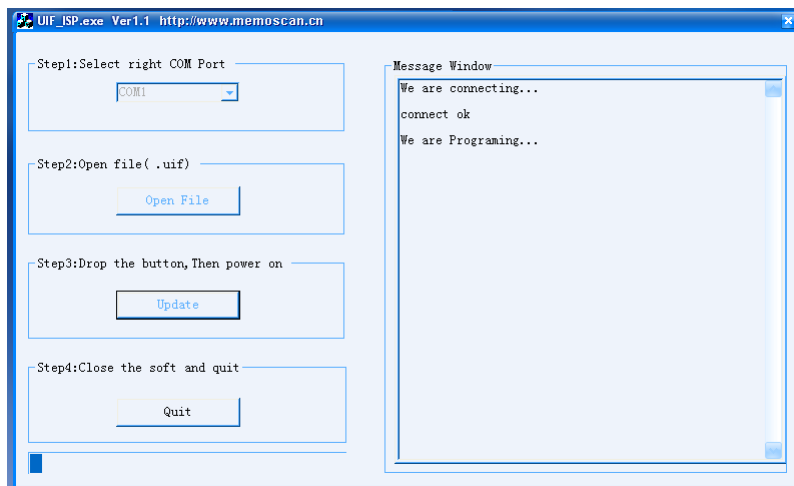 UIF_ISP.exe Ver1.1 http://www.memoscan.cn
Step1:Select right COM Port
COM1
Step2:Open file( .uif)
Open File
Step3:Drop the button,Then power on
Update
Step4:Close the soft and quit
Quit
Message Window
We are connecting...
connect ok
We are Programing...